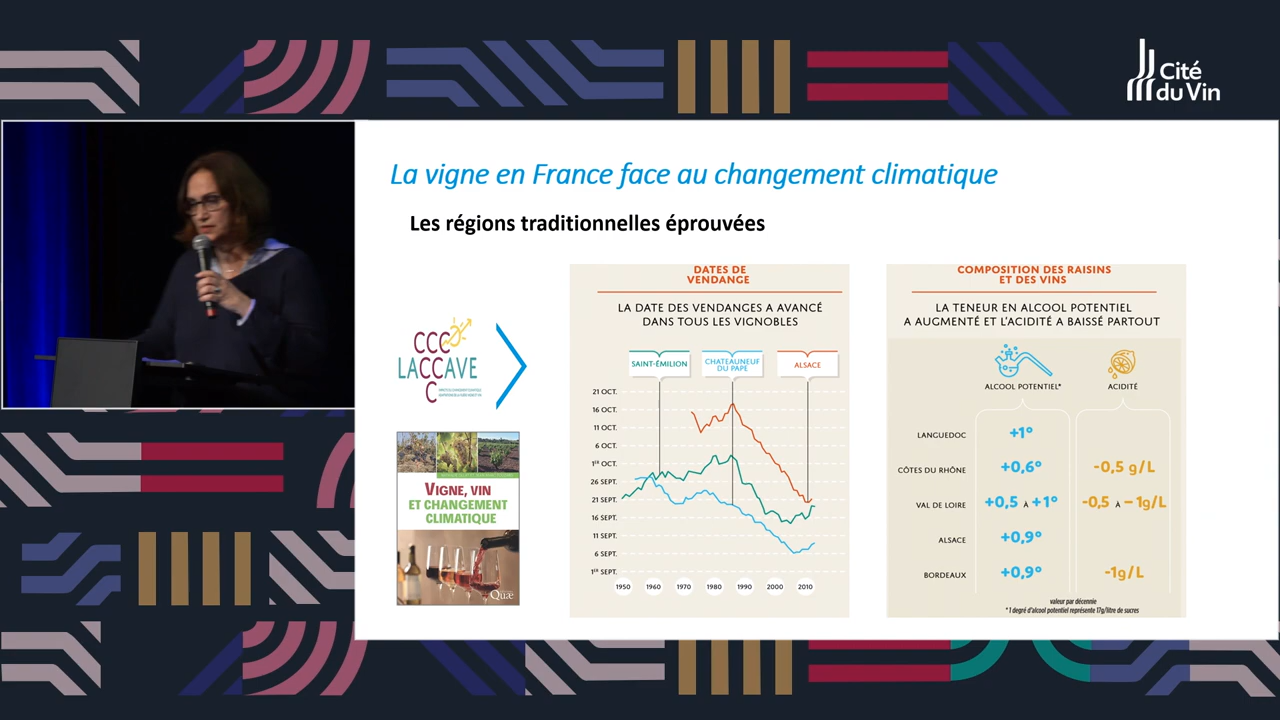 Cité
du Vin
La vigne en France face au changement climatique
Les régions traditionnelles éprouvées
CCC
LACCAVE
C
VIGNE, VIN
ET CHANGEMENT
CLIMATIQUE
Quæ
DATES DE
VENDANGE
LA DATE DES VENDANGES A AVANCÉ
DANS TOUS LES VIGNOBLES
SAINT-ÉMILION
CHATEAUNEUF
DU PAPE
ALSACE
21 OCT.
16 OCT.
11 OCT.
6 OCT.
1ER OCT.
26 SEPT.
21 SEPT.
16 SEPT.
11 SEPT.
6 SEPT.
1ER SEPT.
1950 1960 1970 1980 1990 2000 2010
COMPOSITION DES RAISINS
ET DES VINS
LA TENEUR EN ALCOOL POTENTIEL
A AUGMENTÉ ET L'ACIDITÉ A BAISSÉ PARTOUT
ALCOOL POTENTIEL* ACIDITÉ
LANGUEDOC +1°
CÔTES DU RHÔNE +0,6° -0,5 g/L
VAL DE LOIRE +0,5 À +1° -0,5 À – 1g/L
ALSACE +0,9°
BORDEAUX +0,9° -1g/L
valeur par décennie
* 1 degré d'alcool potentiel représente 17g/litre de sucres